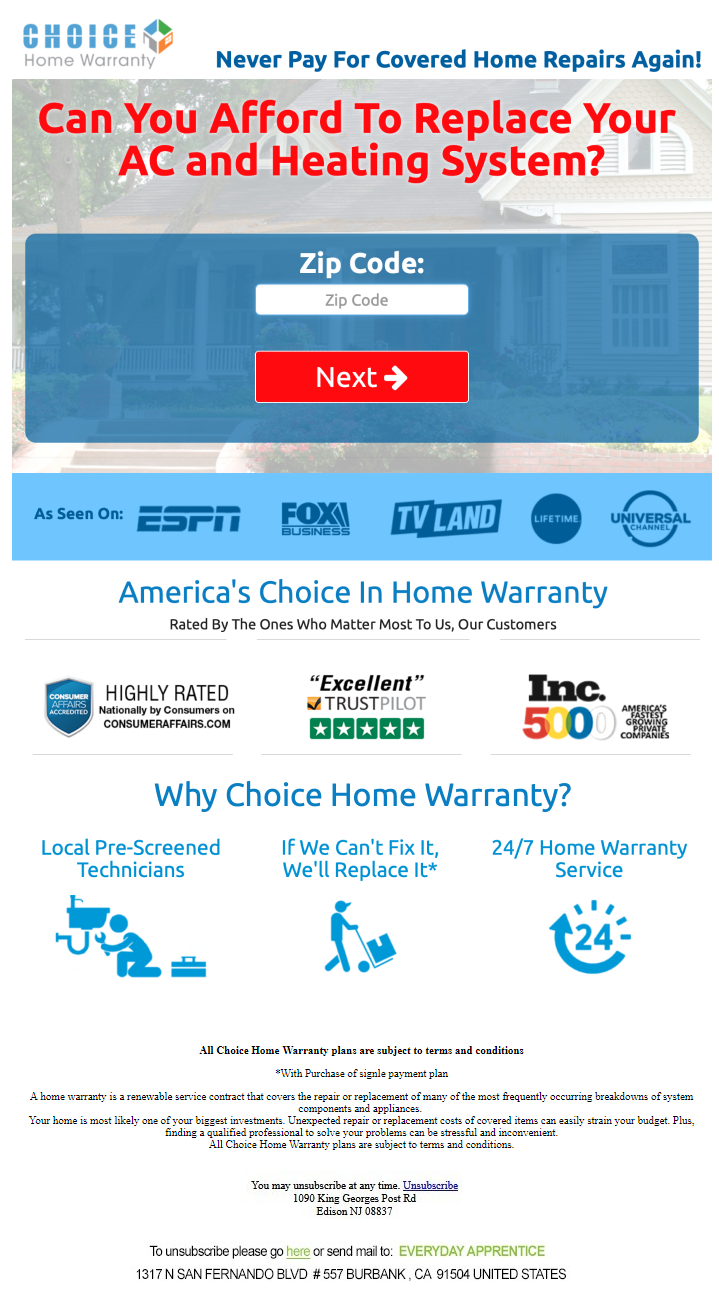 CHOICE
Home Warranty
Never Pay For Covered Home Repairs Again!
Can You Afford To Replace Your
AC and Heating System?
Zip Code:
Zip Code
Next
As Seen On:
ESPN
FOX
BUSINESS
TV LAND
LIFETIME
UNIVERSAL
CHANNEL
America's Choice In Home Warranty
Rated By The Ones Who Matter Most To Us, Our Customers
CONSUMER
AFFAIRS
ACCREDITED
HIGHLY RATED
Nationally by Consumers on
CONSUMERAFFAIRS.COM
“Excellent”
TRUSTPILOT
Inc.
5000
AMERICA'S
FASTEST
GROWING
PRIVATE
COMPANIES
Why Choice Home Warranty?
Local Pre-Screened
Technicians
If We Can't Fix It,
We'll Replace It*
24/7 Home Warranty
Service
24
All Choice Home Warranty plans are subject to terms and conditions
*With Purchase of signle payment plan
A home warranty is a renewable service contract that covers the repair or replacement of many of the most frequently occurring breakdowns of system
components and appliances.
Your home is most likely one of your biggest investments. Unexpected repair or replacement costs of covered items can easily strain your budget. Plus,
finding a qualified professional to solve your problems can be stressful and inconvenient.
All Choice Home Warranty plans are subject to terms and conditions.
You may unsubscribe at any time. Unsubscribe
1090 King Georges Post Rd
Edison NJ 08837
To unsubscribe please go here or send mail to: EVERYDAY APPRENTICE
1317 N SAN FERNANDO BLVD # 557 BURBANK , CA 91504 UNITED STATES